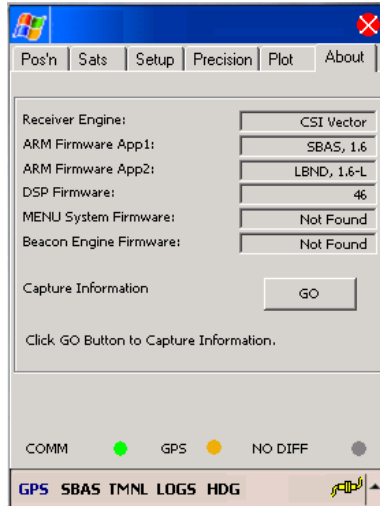 Pos'n Sats Setup Precision Plot About
Receiver Engine: CSI Vector
ARM Firmware App1: SBAS, 1.6
ARM Firmware App2: LBND, 1.6-L
DSP Firmware: 46
MENU System Firmware: Not Found
Beacon Engine Firmware: Not Found
Capture Information GO
Click GO Button to Capture Information.
COMM GPS NO DIFF
GPS SBAS TMNL LOGS HDG